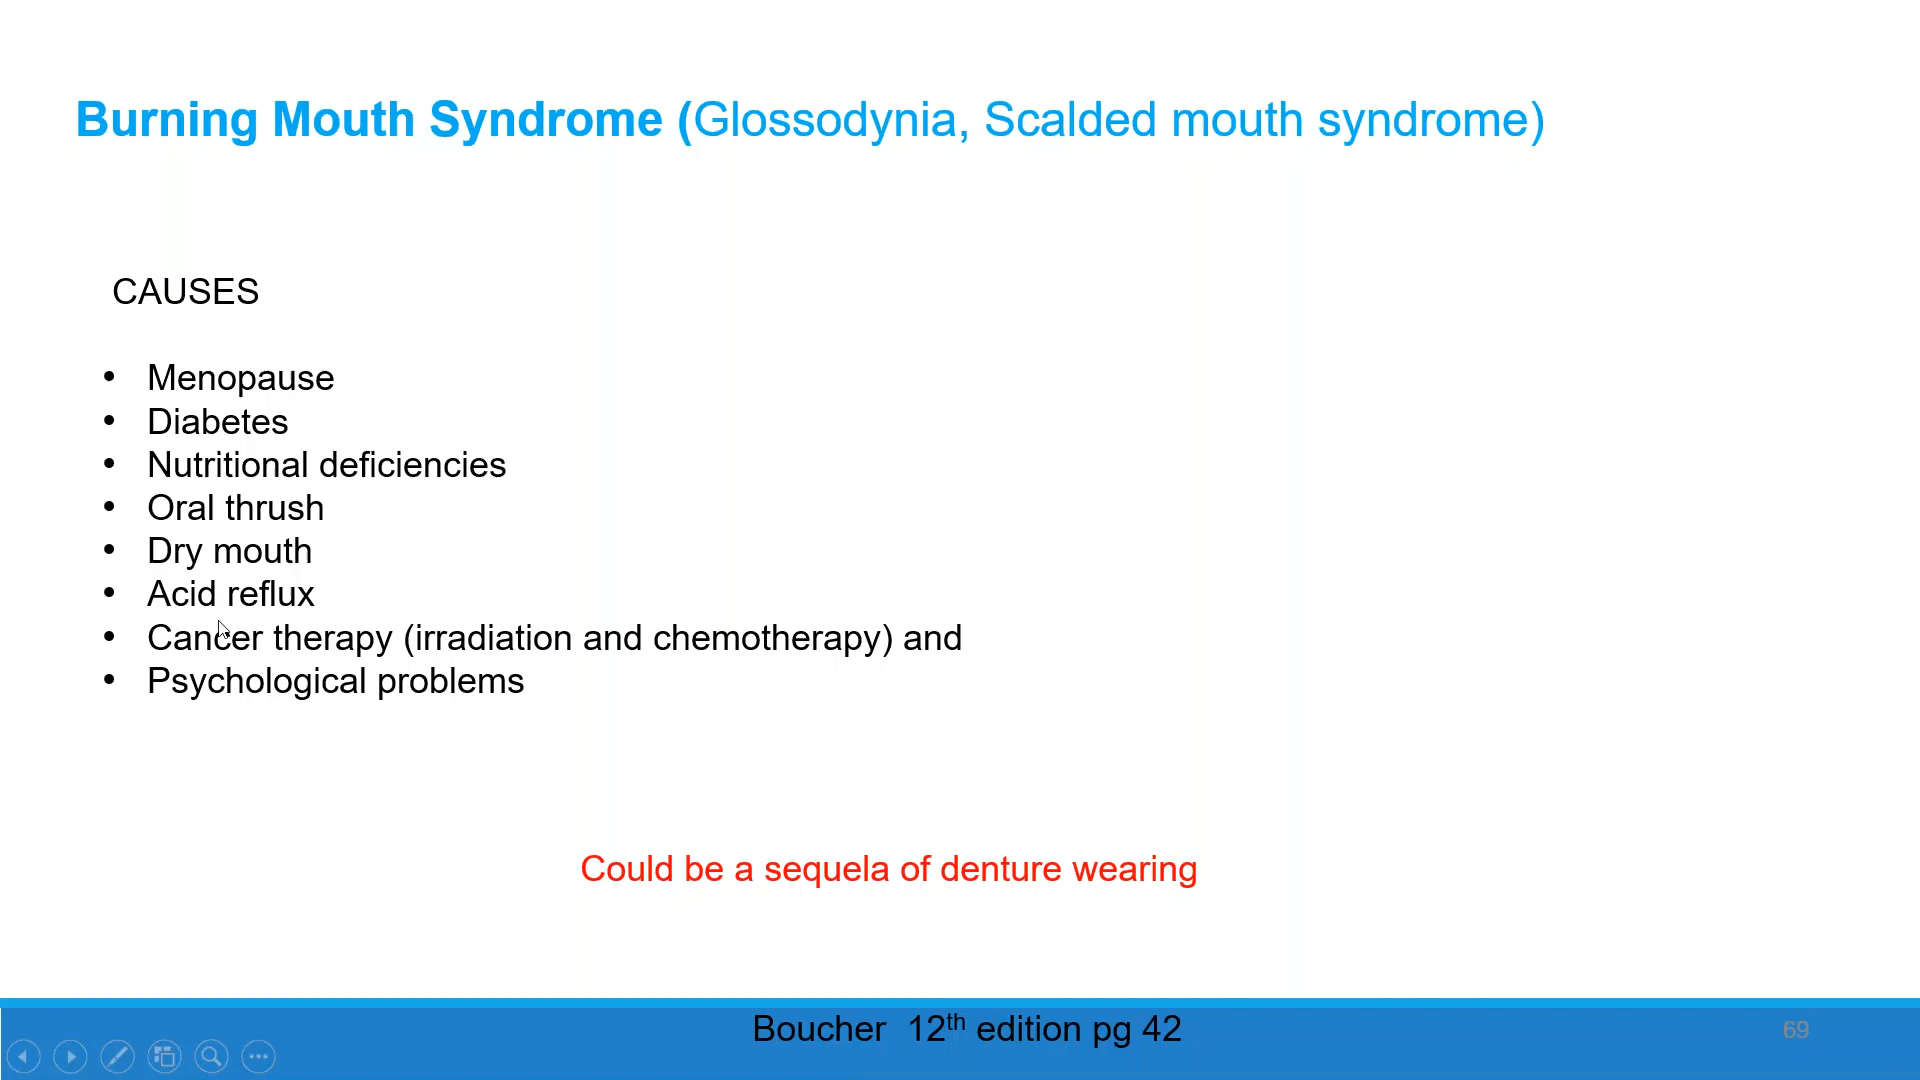 Burning Mouth Syndrome (Glossodynia, Scalded mouth syndrome)
CAUSES
• Menopause
• Diabetes
• Nutritional deficiencies
• Oral thrush
• Dry mouth
• Acid reflux
• Cancer therapy (irradiation and chemotherapy) and
• Psychological problems
Could be a sequela of denture wearing
Boucher 12th edition pg 42
69